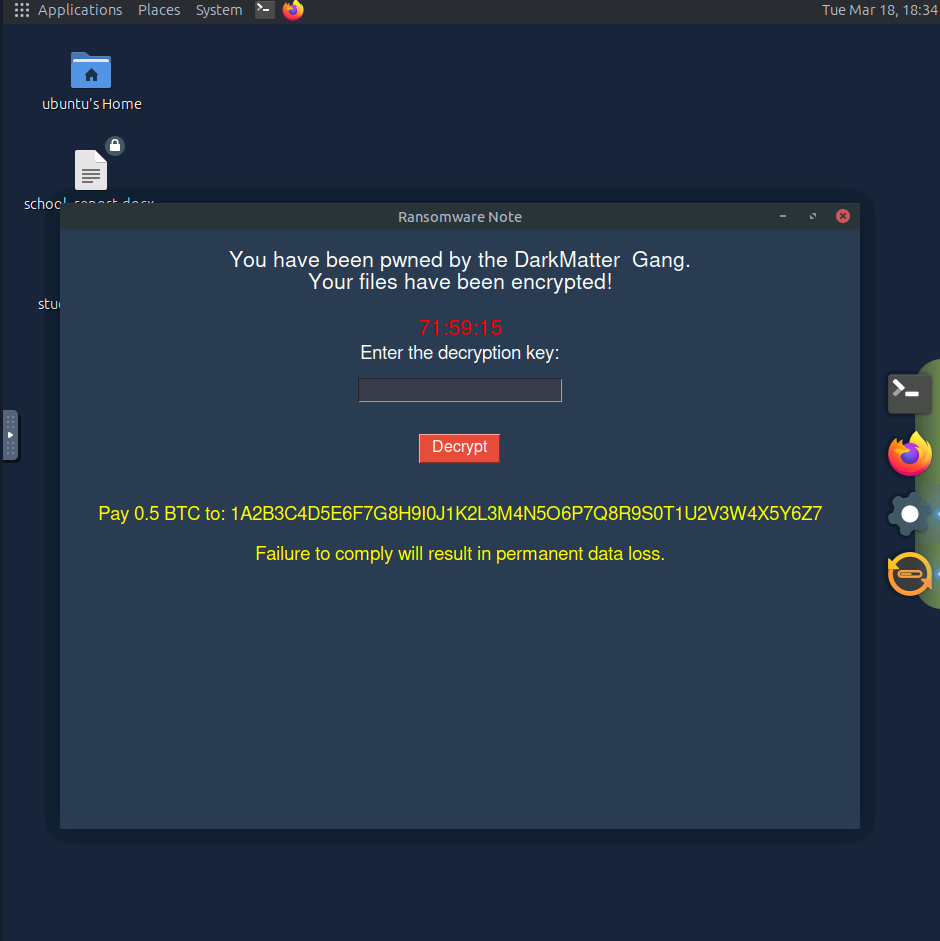 Applications Places System Tue Mar 18, 18:34
ubuntu's Home
school_report.docx
Ransomware Note
You have been pwned by the DarkMatter  Gang.
Your files have been encrypted!
stu
71:59:15
Enter the decryption key:
Decrypt
Pay 0.5 BTC to: 1A2B3C4D5E6F7G8H9I0J1K2L3M4N5O6P7Q8R9S0T1U2V3W4X5Y6Z7
Failure to comply will result in permanent data loss.